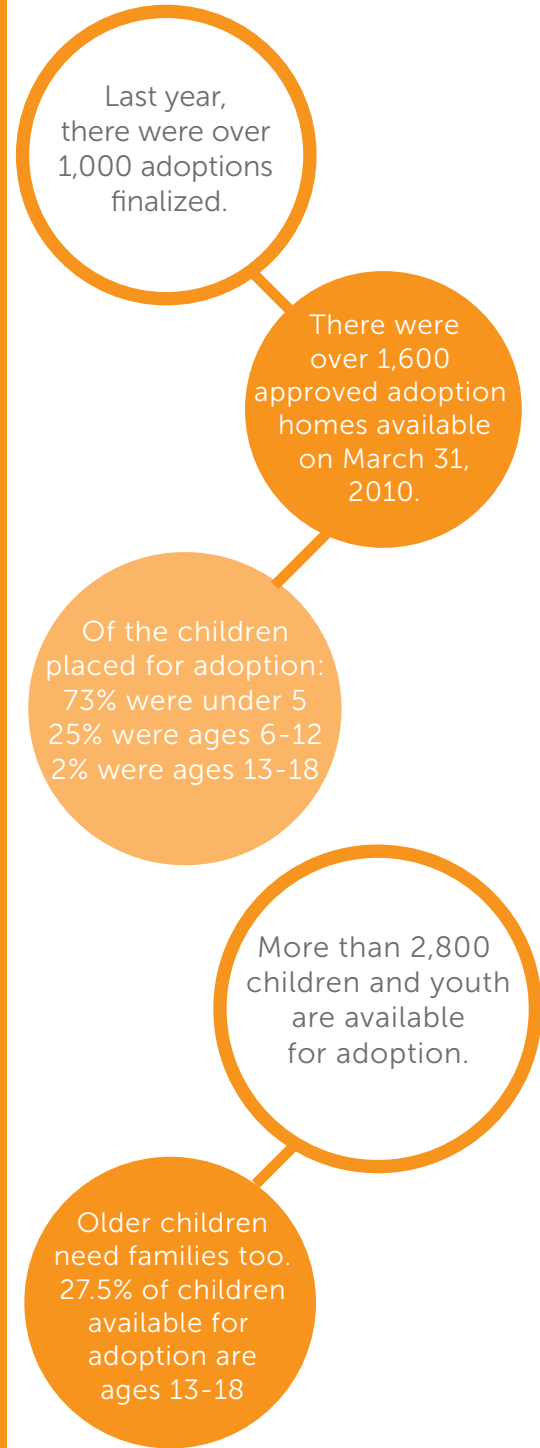 Last year,
there were over
1,000 adoptions
finalized.
There were
over 1,600
approved adoption
homes available
on March 31,
2010.
Of the children
placed for adoption:
73% were under 5
25% were ages 6-12
2% were ages 13-18
More than 2,800
children and youth
are available
for adoption.
Older children
need families too.
27.5% of children
available for
adoption are
ages 13-18